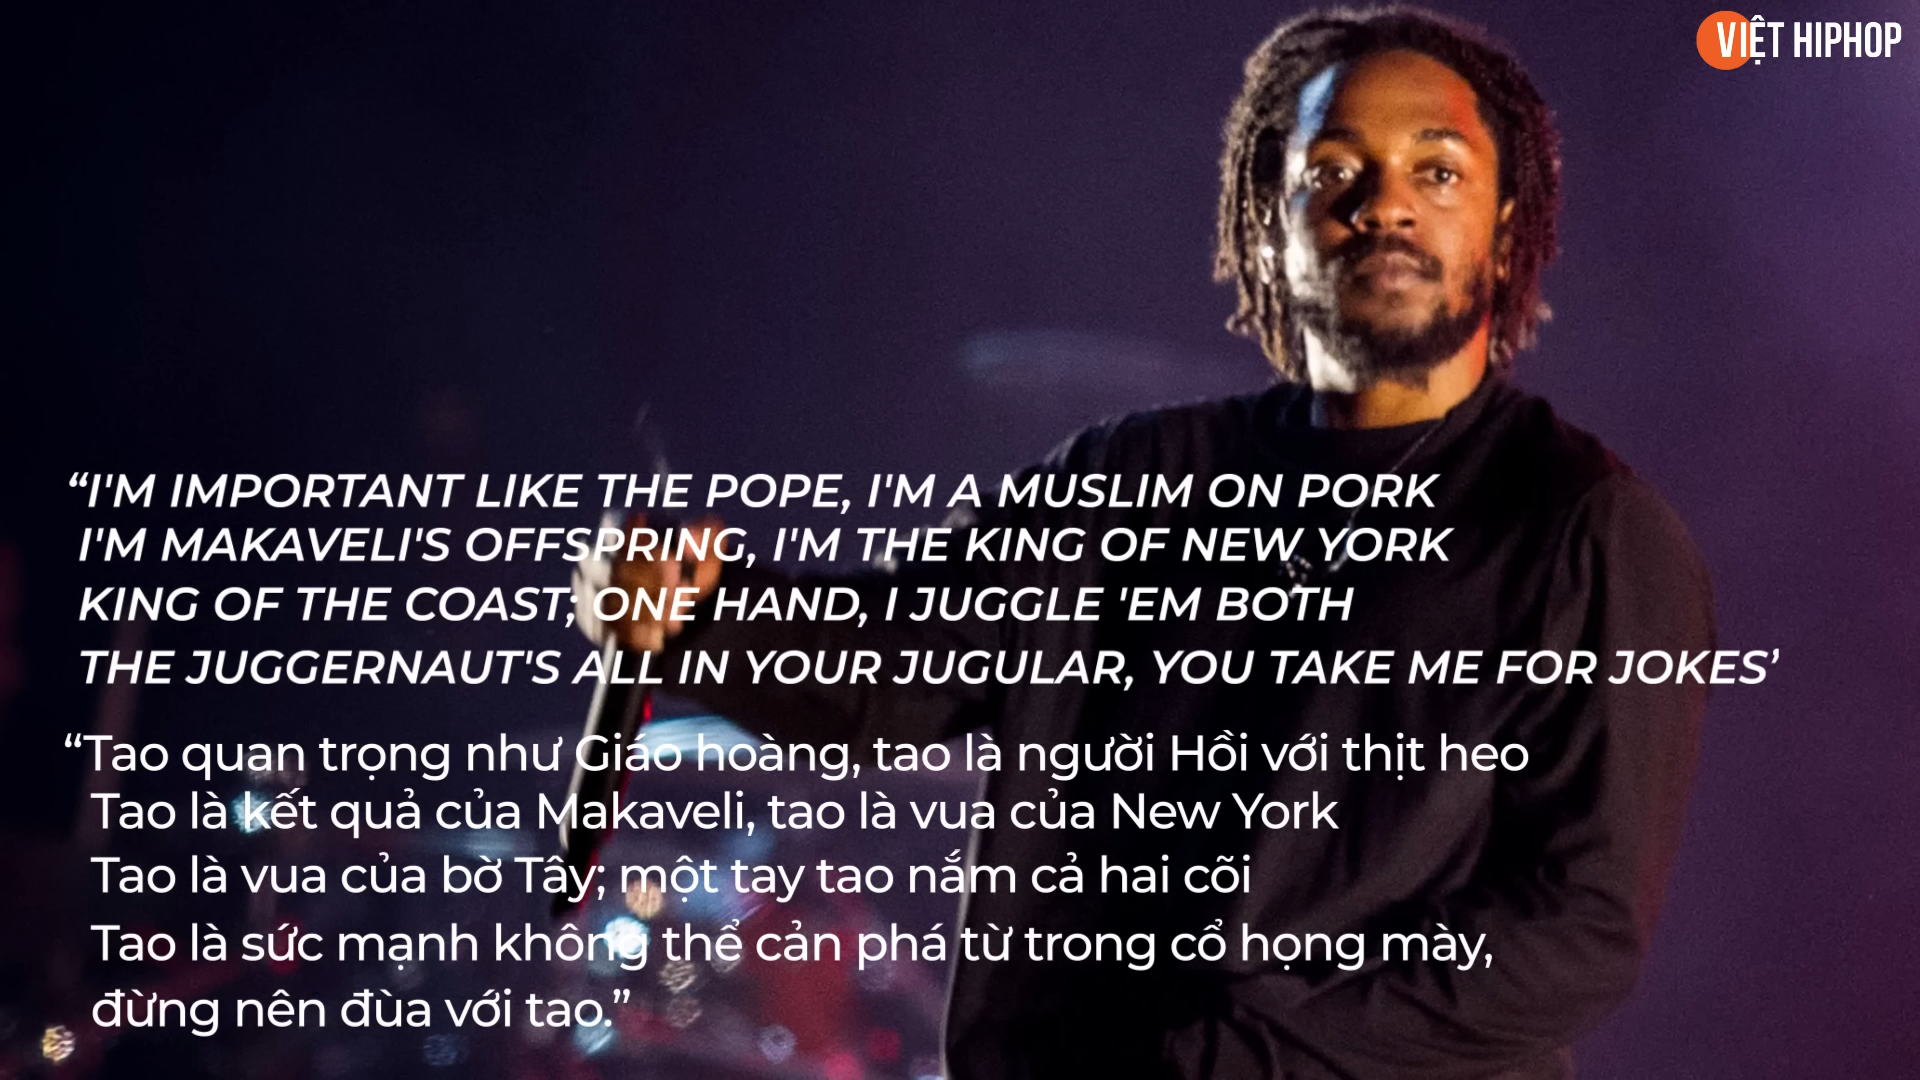 VIỆT HIPHOP
“I'M IMPORTANT LIKE THE POPE, I'M A MUSLIM ON PORK
I'M MAKAVELI'S OFFSPRING, I'M THE KING OF NEW YORK
KING OF THE COAST; ONE HAND, I JUGGLE 'EM BOTH
THE JUGGERNAUT'S ALL IN YOUR JUGULAR, YOU TAKE ME FOR JOKES’
“Tao quan trọng như Giáo hoàng, tao là người Hồi với thịt heo
Tao là kết quả của Makaveli, tao là vua của New York
Tao là vua của bờ Tây; một tay tao nắm cả hai cõi
Tao là sức mạnh không thể cản phá từ trong cổ họng mày,
đừng nên đùa với tao.”